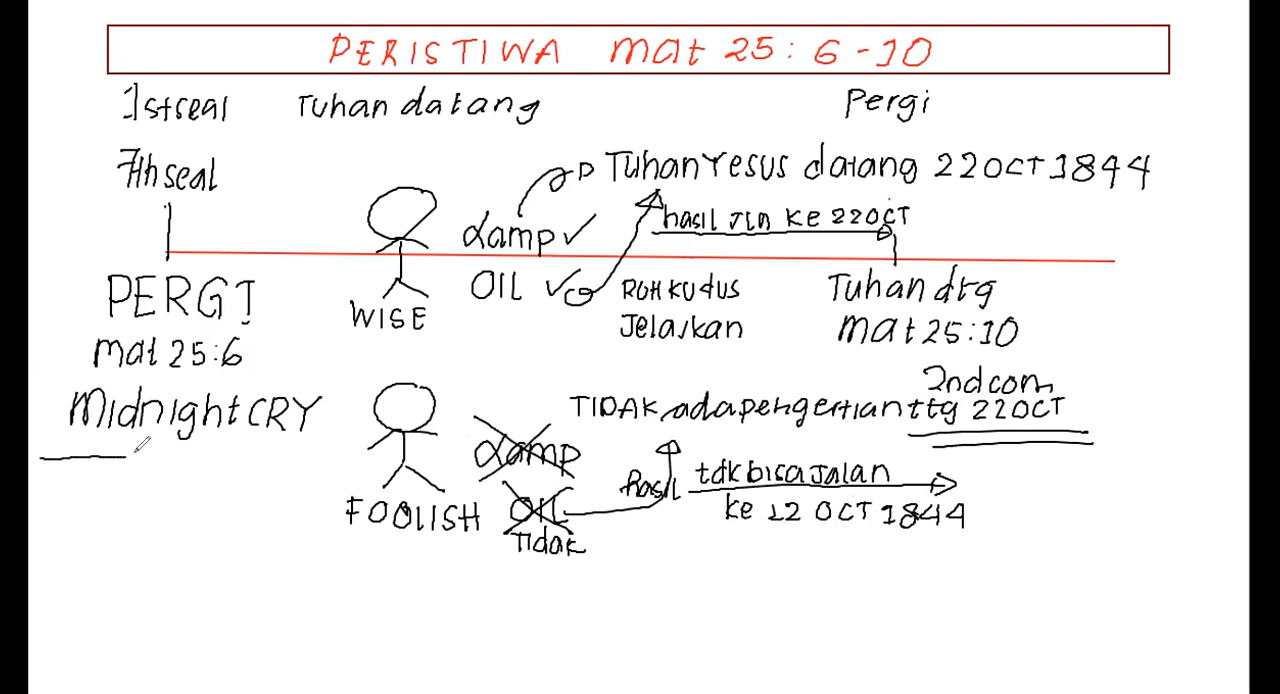 PERISTIWA mat 25 : 6 - 10
1st seal Tuhan datang Pergi
7th seal
Tuhan Yesus datang 22 OCT 1844
hasil JLn KE 22 OCT
Lamp
OIL
ROH KUdUS
Jelaskan
WISE
PERGI
mat 25:6
MidnightCRY
Tuhan dtg
mat 25:10
2nd com
TIDAK ada pengertian ttg 22 OCT
Lamp
OIL
Tidak
FOOLISH
hasil tdk bisa jalan
ke 22 OCT 1844